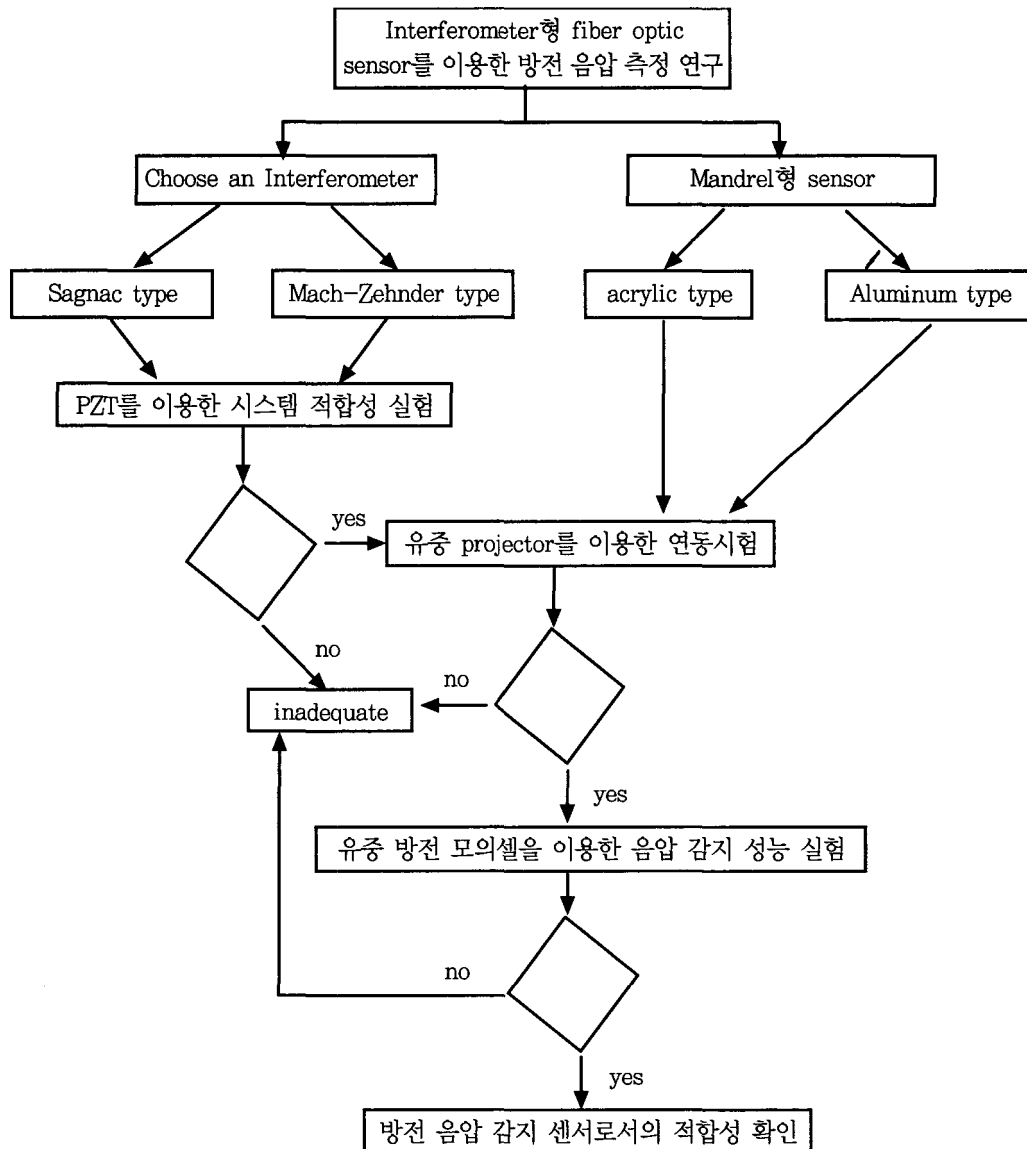 Interferometer형 fiber optic
sensor를 이용한 방전 음압 측정 연구
Choose an Interferometer
Mandrel형 sensor
Sagnac type
Mach-Zehnder type
acrylic type
Aluminum type
PZT를 이용한 시스템 적합성 실험
yes
유중 projector를 이용한 연동시험
no
no
inadequate
yes
유중 방전 모의셀을 이용한 음압 감지 성능 실험
no
yes
방전 음압 감지 센서로서의 적합성 확인